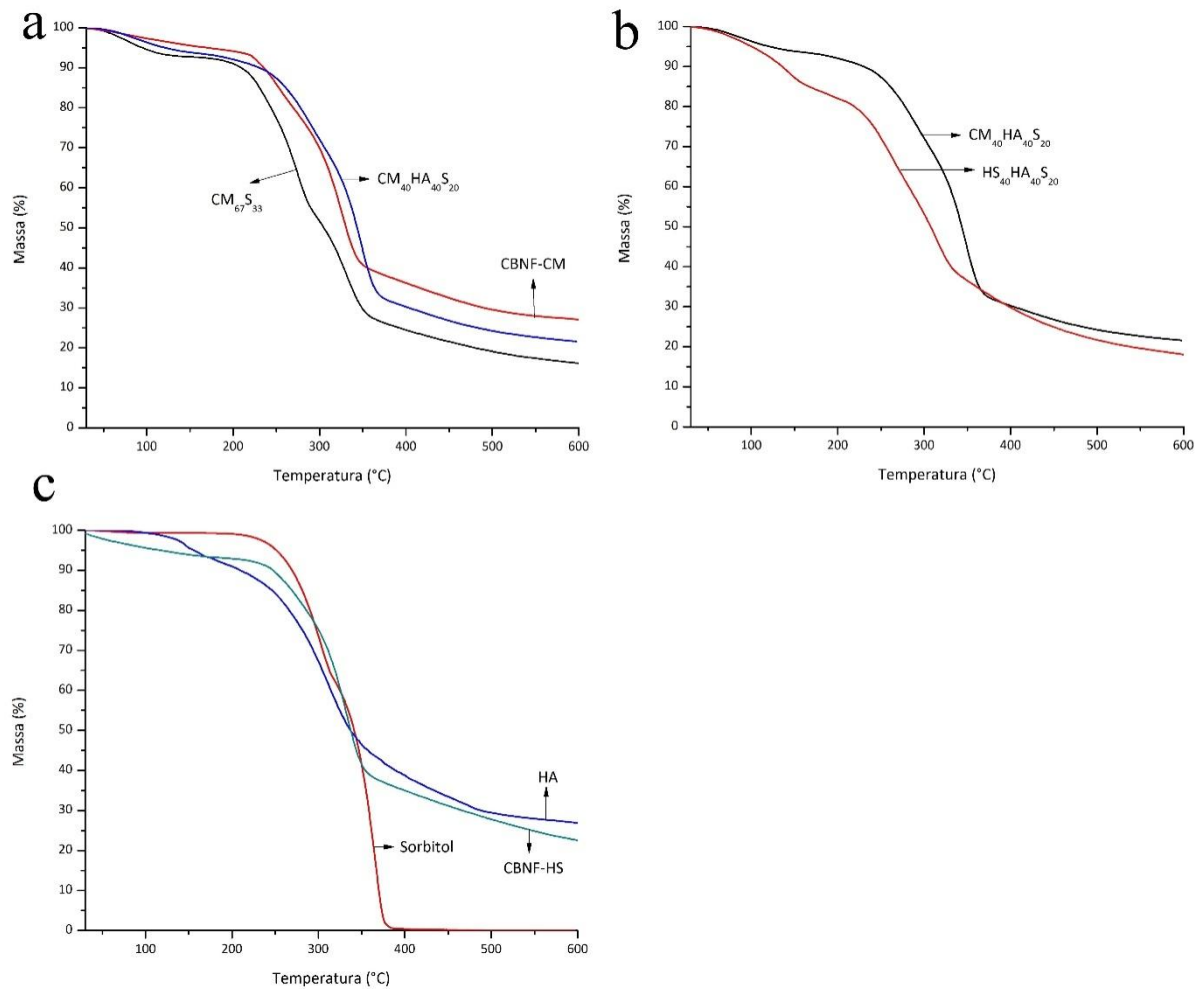 a
100
90
80
70
60
50
40
30
20
10
0
Massa (%)
CM₆₇S₃₃
CM₄₀HA₄₀S₂₀
CBNF-CM
100 200 300 400 500 600
Temperatura (°C)
b
100
90
80
70
60
50
40
30
20
10
0
Massa (%)
CM₄₀HA₄₀S₂₀
HS₄₀HA₄₀S₂₀
100 200 300 400 500 600
Temperatura (°C)
c
100
90
80
70
60
50
40
30
20
10
0
Massa (%)
HA
Sorbitol
CBNF-HS
100 200 300 400 500 600
Temperatura (°C)